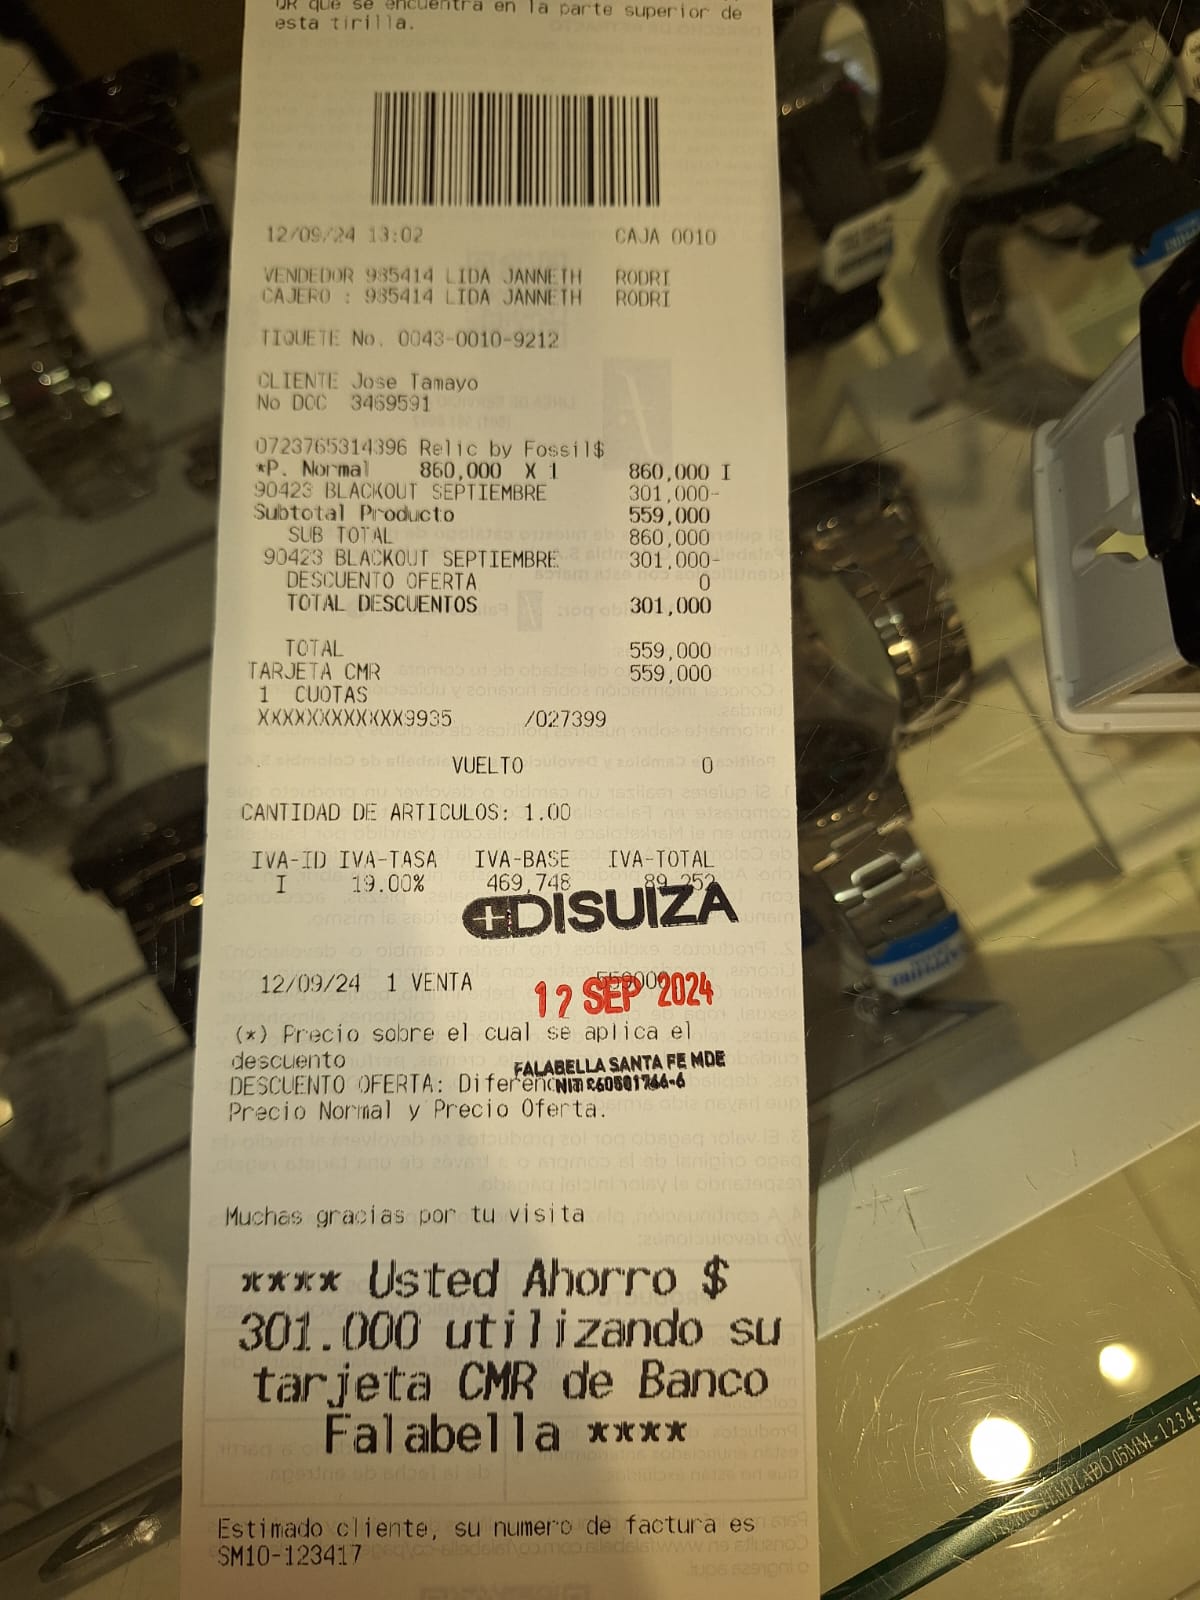 QR que se encuentra en la parte superior de
esta tirilla.
12/09/24 13:02 CAJA 0010
VENDEDOR 985414 LIDA JANNETH RODRI
CAJERO : 985414 LIDA JANNETH RODRI
TIQUETE No. 0043-0010-9212
CLIENTE Jose Tamayo
No DOC 3469591
0723765314396 Relic by Fossil$
*P. Normal 860,000 X 1 860,000 I
90423 BLACKOUT SEPTIEMBRE 301,000-
Subtotal Producto 559,000
SUB TOTAL 860,000
90423 BLACKOUT SEPTIEMBRE 301,000-
DESCUENTO OFERTA 0
TOTAL DESCUENTOS 301,000
TOTAL 559,000
TARJETA CMR 559,000
1 CUOTAS
XXXXXXXXXXXX9935 /027399
VUELTO 0
CANTIDAD DE ARTICULOS: 1.00
IVA-ID IVA-TASA IVA-BASE IVA-TOTAL
I 19.00% 469,748 89,252
DISUIZA
12/09/24 1 VENTA 559000
12 SEP 2024
(*) Precio sobre el cual se aplica el
descuento
FALABELLA SANTA FE MDE
DESCUENTO OFERTA: Diferencia
NIT
Precio Normal y Precio Oferta.
Muchas gracias por tu visita
**** Usted Ahorro $
301.000 utilizando su
tarjeta CMR de Banco
Falabella ****
Estimado cliente, su numero de factura es
SM10-123417
TEMPLADO 05MM - 12345